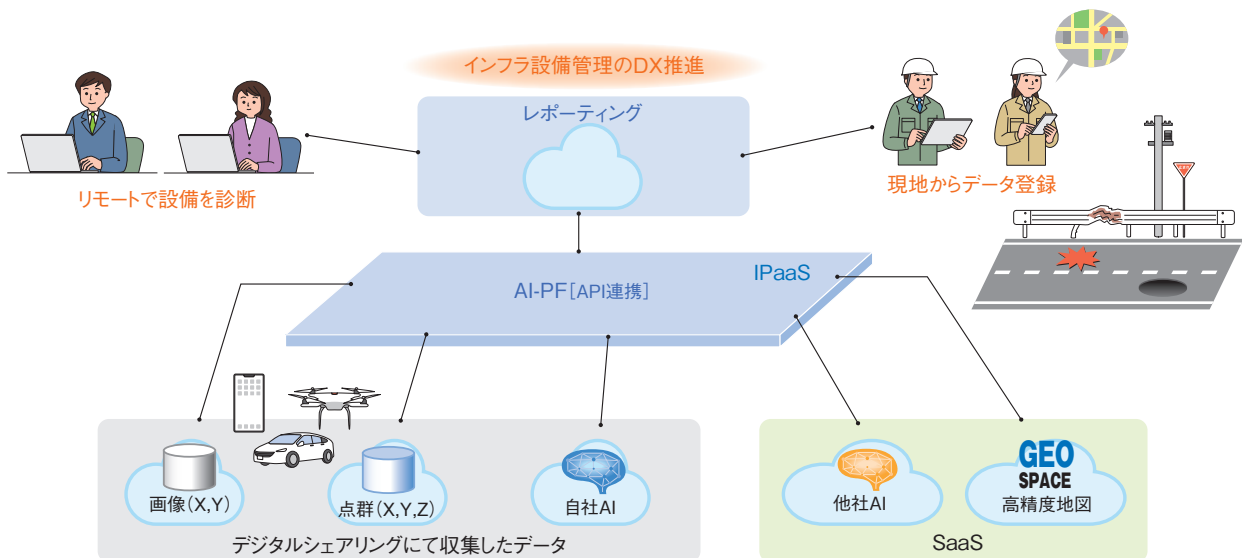 インフラ設備管理のDX推進
レポーティング
リモートで設備を診断
現地からデータ登録
IPaaS
AI-PF[API連携]
画像(X,Y)
点群(X,Y,Z)
自社AI
デジタルシェアリングにて収集したデータ
他社AI
GEO
SPACE
高精度地図
SaaS